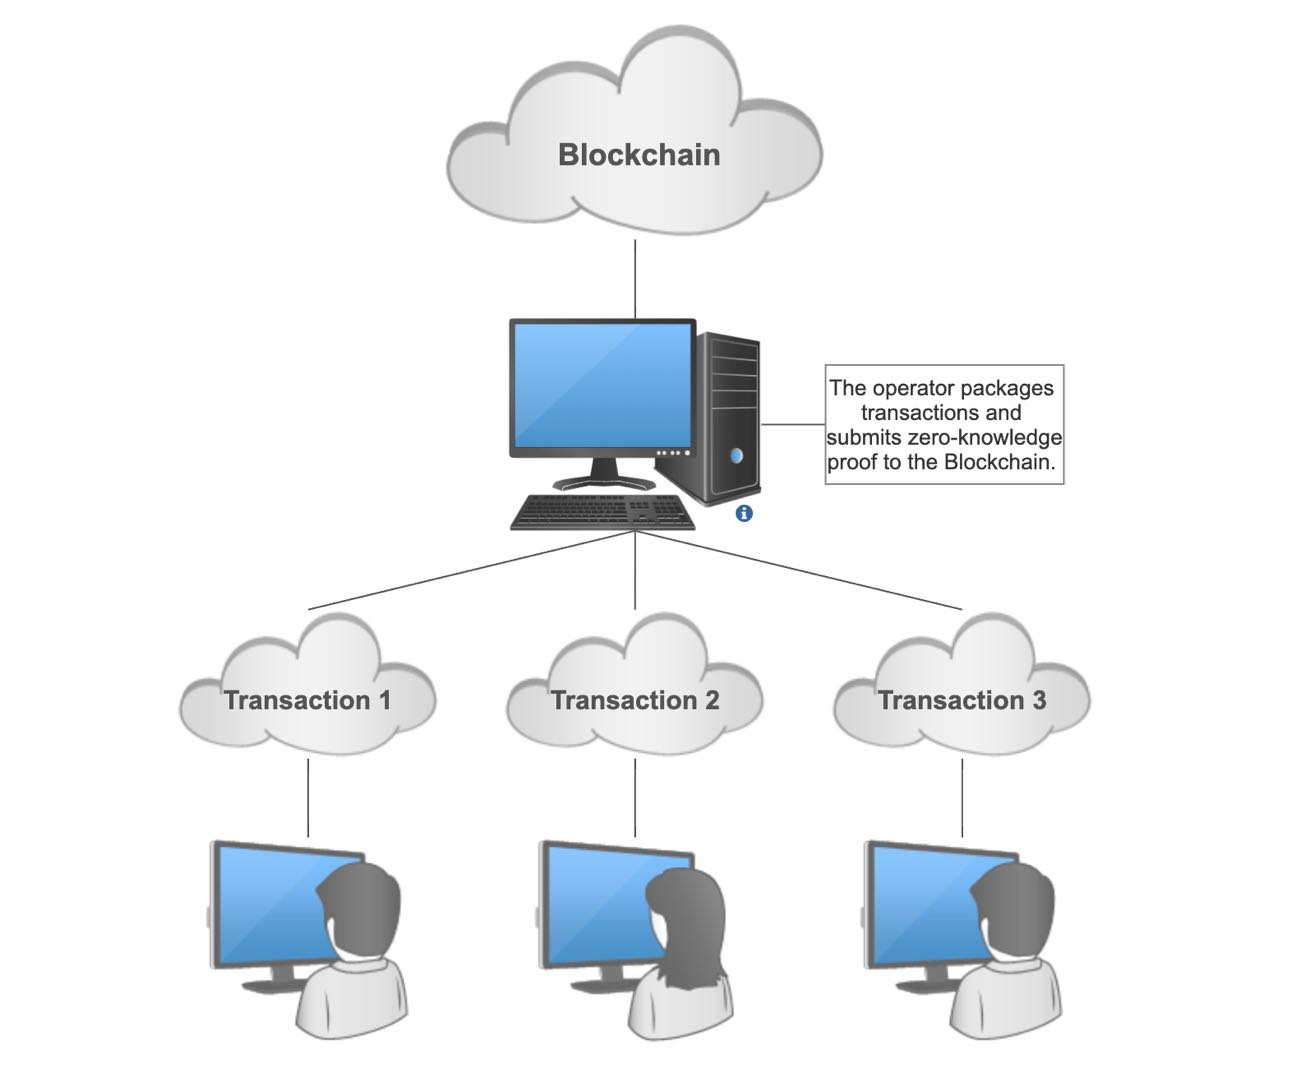 Blockchain
The operator packages
transactions and
submits zero-knowledge
proof to the Blockchain.
i
Transaction 1
Transaction 2
Transaction 3